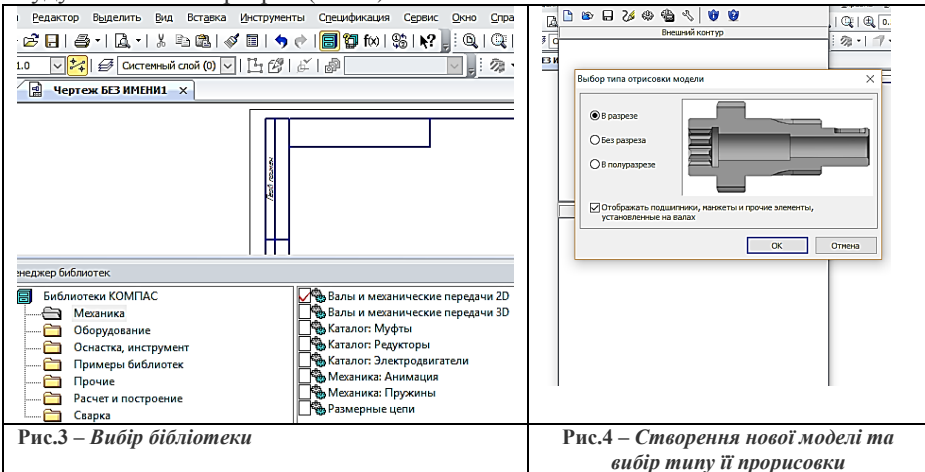 Редактор Выделить Вид Вставка Инструменты Спецификация Сервис Окно Спра
1.0 Системный слой (0)
Чертеж БЕЗ ИМЕНИ1 ×
Библиотеки КОМПАС
Механика
Оборудование
Оснастка, инструмент
Примеры библиотек
Прочие
Расчет и построение
Сварка
Валы и механические передачи 2D
Валы и механические передачи 3D
Каталог: Муфты
Каталог: Редукторы
Каталог: Электродвигатели
Механика: Анимация
Механика: Пружины
Размерные цепи
Рис.3 – Вибір бібліотеки
Внешний контур
Выбор типа отрисовки модели
В разрезе
Без разреза
В полуразрезе
Отображать подшипники, манжеты и прочие элементы,
установленные на валах
OK Отмена
Рис.4 – Створення нової моделі та
вибір типу її прорисовки